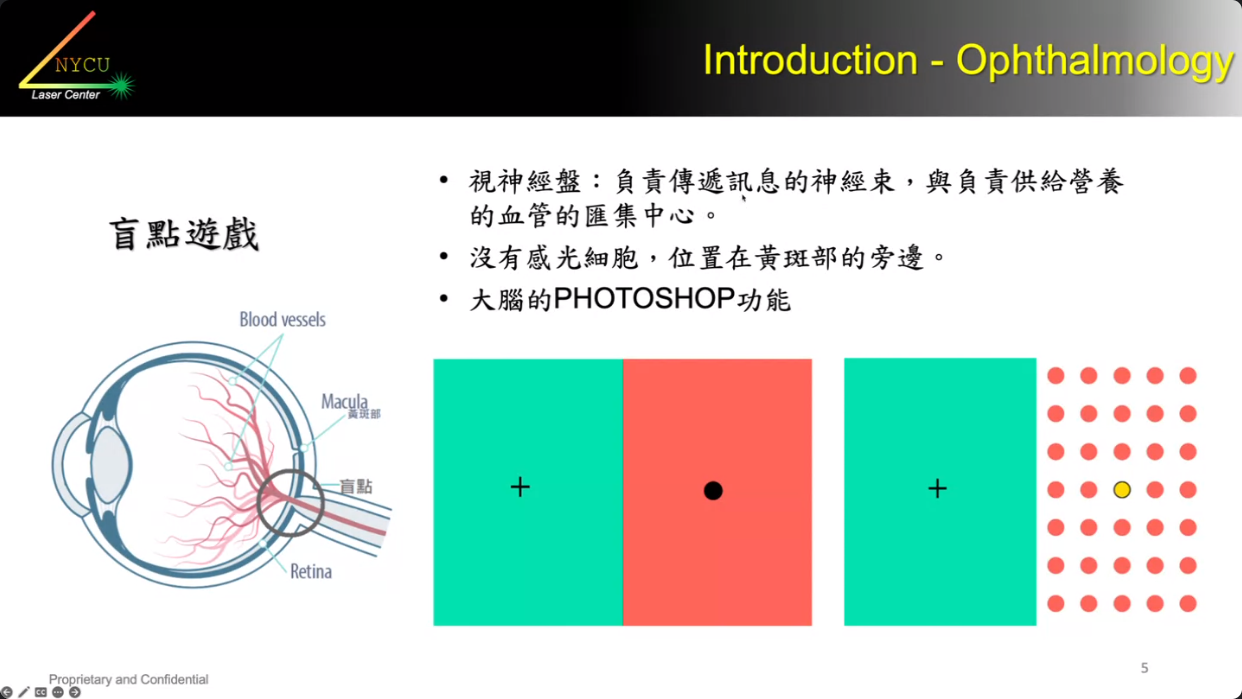 NYCU
Laser Center
Introduction - Ophthalmology
盲點遊戲
• 視神經盤：負責傳遞訊息的神經束，與負責供給營養
的血管的匯集中心。
• 沒有感光細胞，位置在黃斑部的旁邊。
• 大腦的PHOTOSHOP功能
Blood vessels
Macula
黃斑部
盲點
Retina
Proprietary and Confidential
5